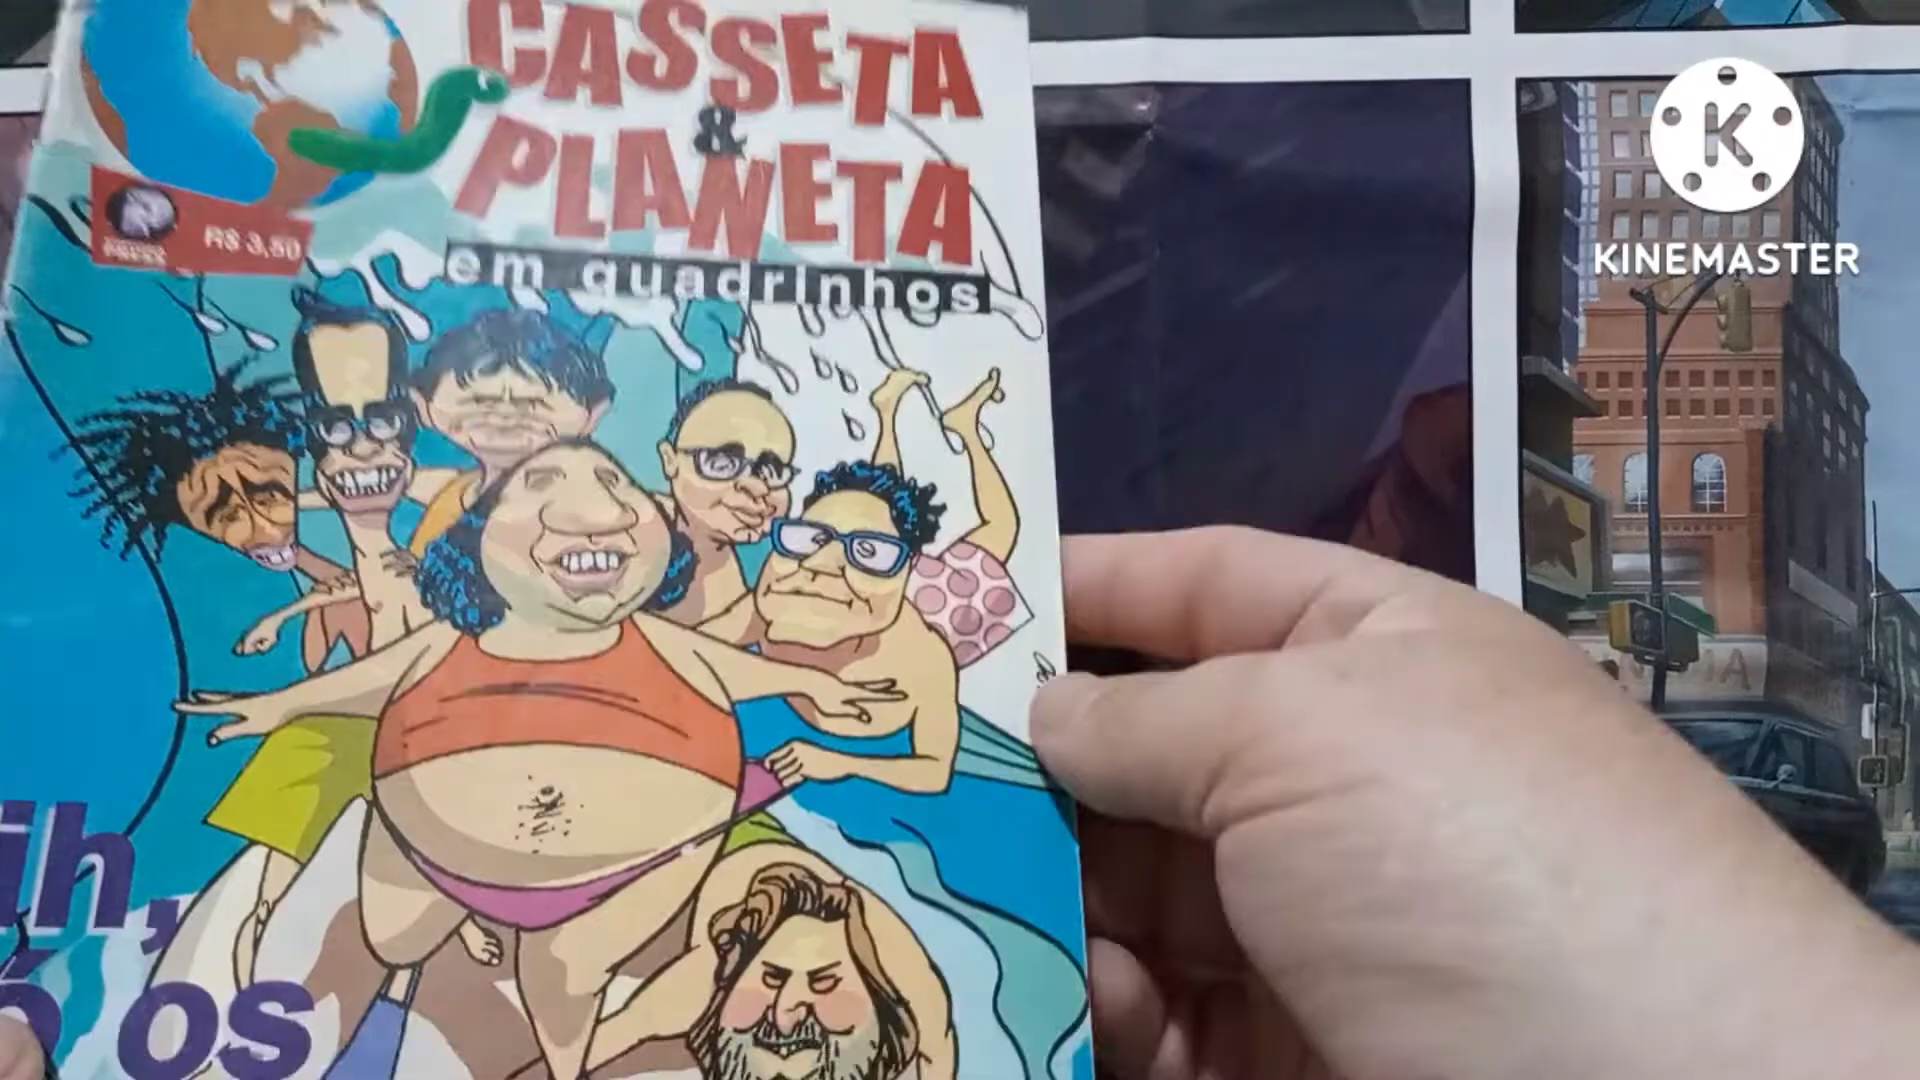 CASSETA
&
PLANETA
em quadrinhos
R$ 3,50
ih,
os
KINEMASTER